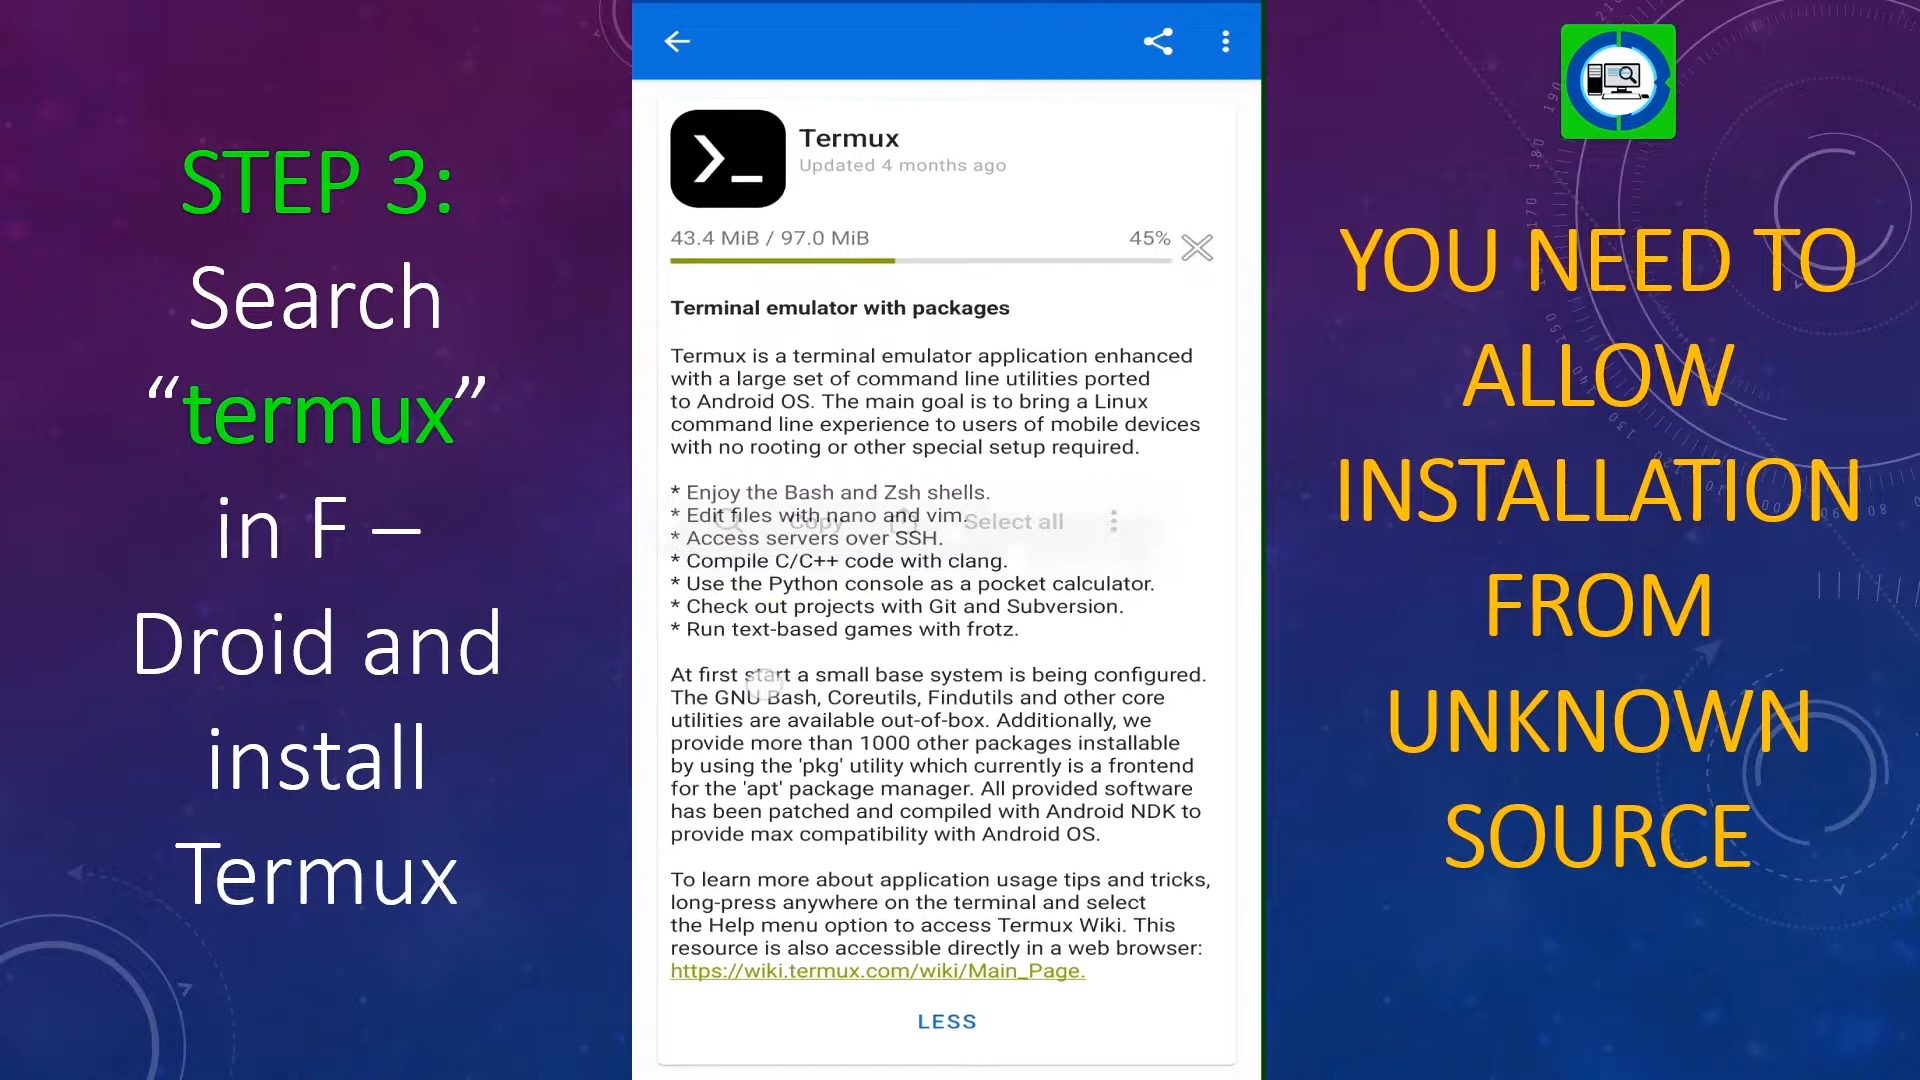 STEP 3:
Search
“termux”
in F –
Droid and
install
Termux
Termux
Updated 4 months ago
43.4 MiB / 97.0 MiB
45%
Terminal emulator with packages
Termux is a terminal emulator application enhanced
with a large set of command line utilities ported
to Android OS. The main goal is to bring a Linux
command line experience to users of mobile devices
with no rooting or other special setup required.
* Enjoy the Bash and Zsh shells.
* Edit files with nano and vim.
Copy
Select all
* Access servers over SSH.
* Compile C/C++ code with clang.
* Use the Python console as a pocket calculator.
* Check out projects with Git and Subversion.
* Run text-based games with frotz.
At first start a small base system is being configured.
The GNU Bash, Coreutils, Findutils and other core
utilities are available out-of-box. Additionally, we
provide more than 1000 other packages installable
by using the 'pkg' utility which currently is a frontend
for the 'apt' package manager. All provided software
has been patched and compiled with Android NDK to
provide max compatibility with Android OS.
To learn more about application usage tips and tricks,
long-press anywhere on the terminal and select
the Help menu option to access Termux Wiki. This
resource is also accessible directly in a web browser:
https://wiki.termux.com/wiki/Main_Page.
LESS
YOU NEED TO
ALLOW
INSTALLATION
FROM
UNKNOWN
SOURCE